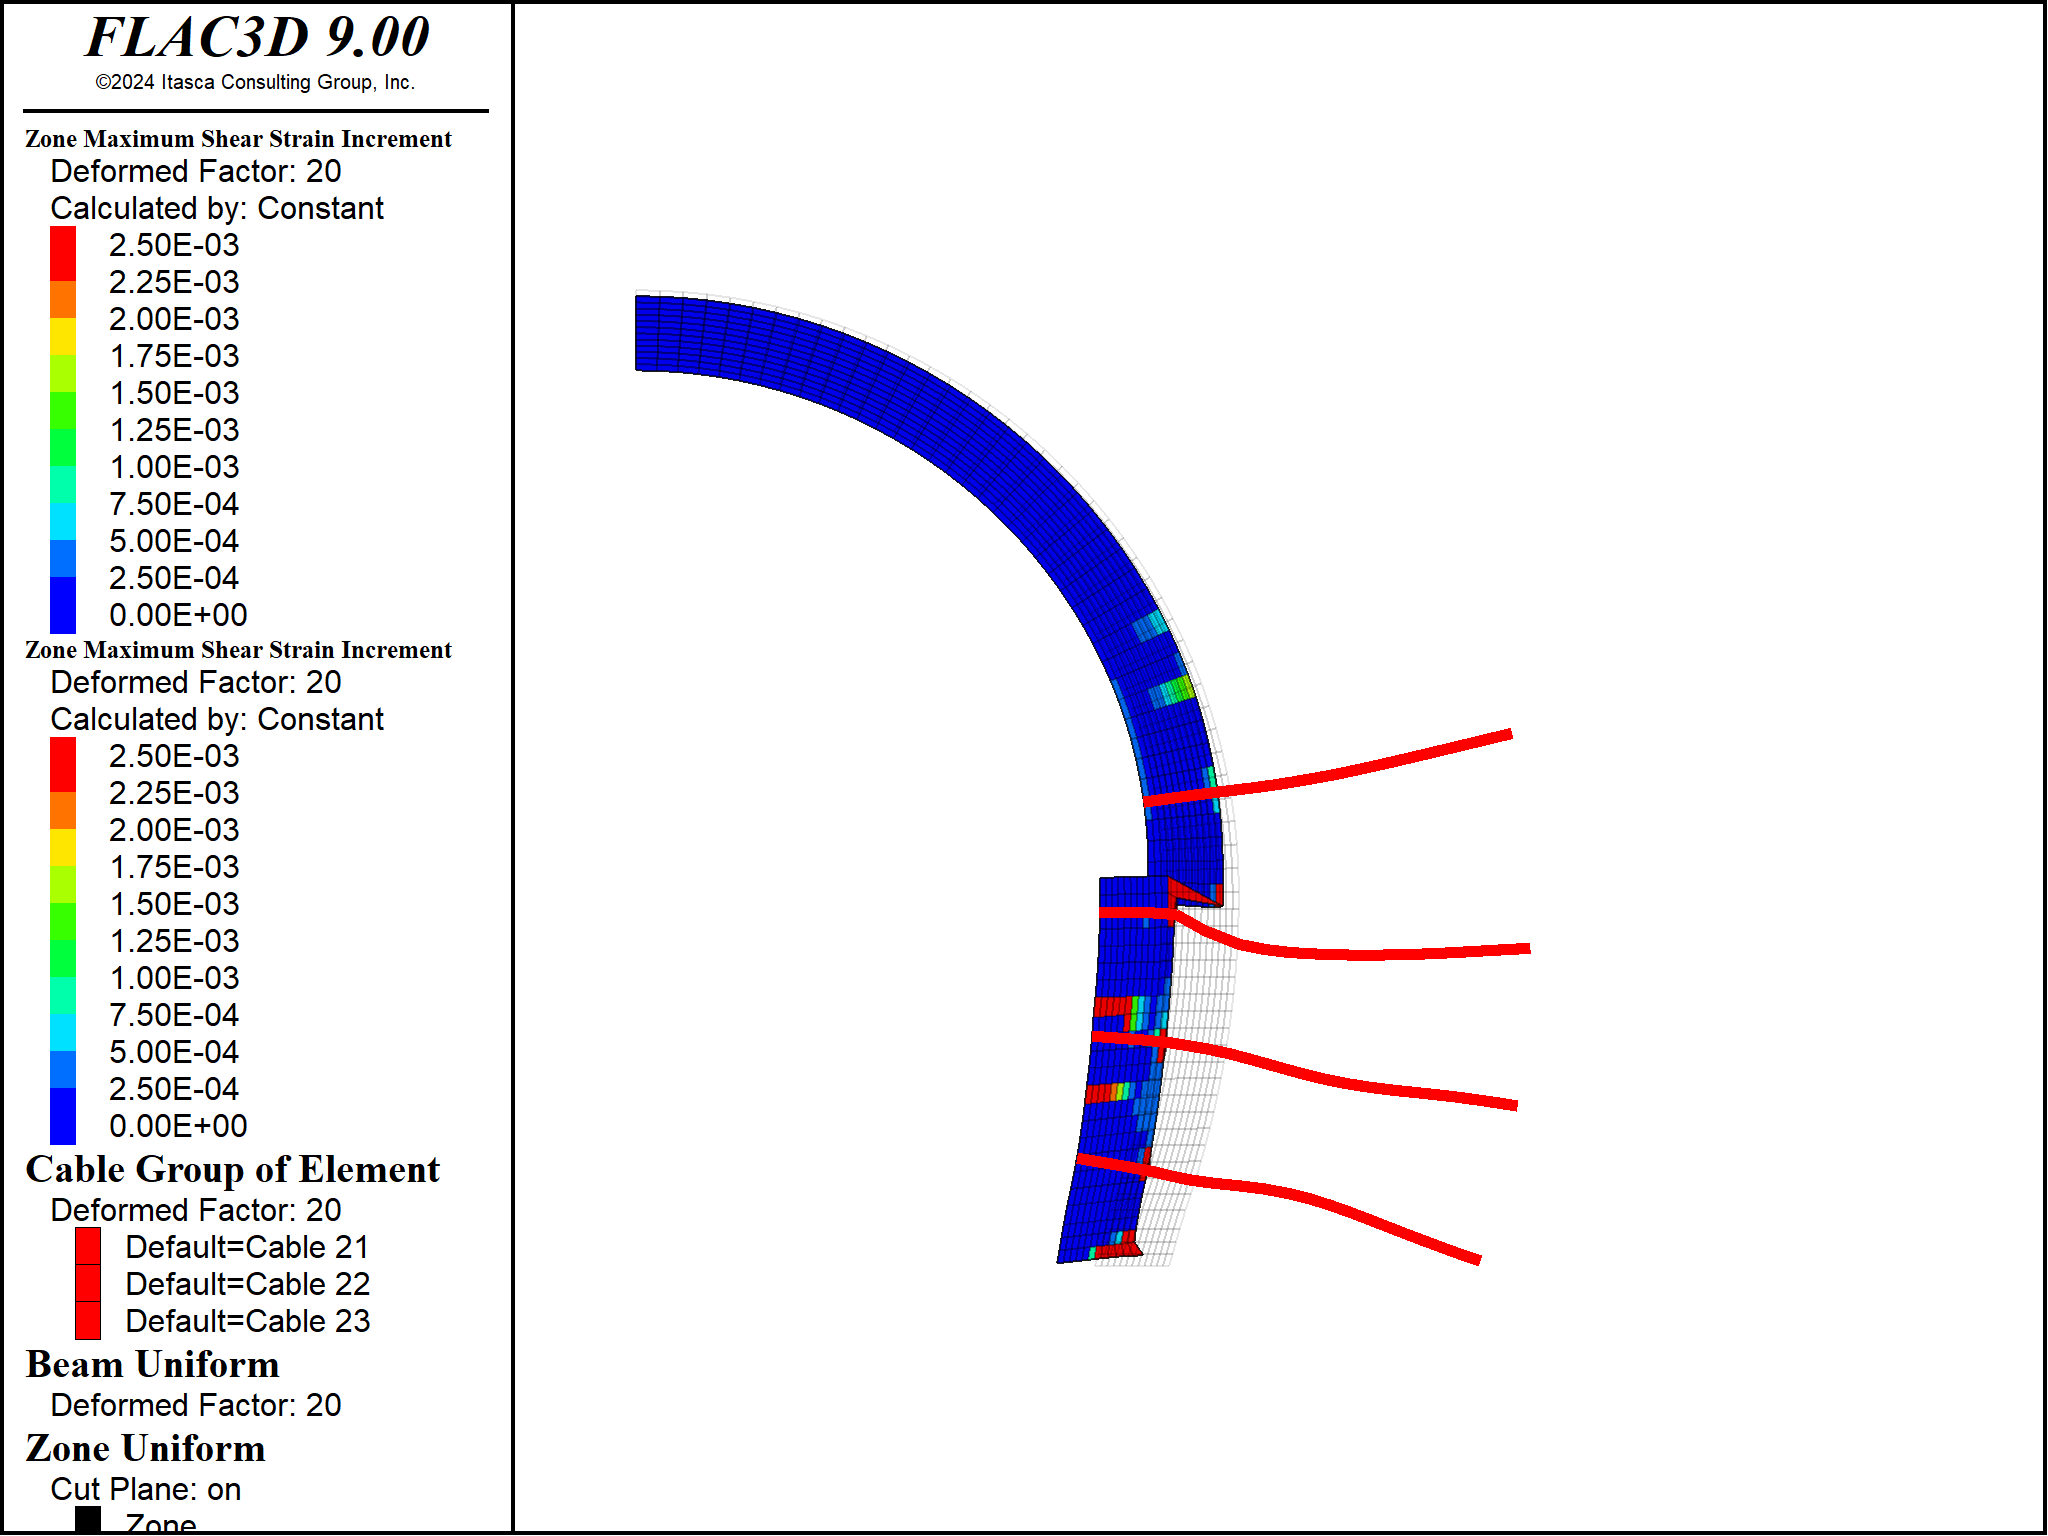 FLAC3D 9.00
©2024 Itasca Consulting Group, Inc.
Zone Maximum Shear Strain Increment
Deformed Factor: 20
Calculated by: Constant
2.50E-03
2.25E-03
2.00E-03
1.75E-03
1.50E-03
1.25E-03
1.00E-03
7.50E-04
5.00E-04
2.50E-04
0.00E+00
Zone Maximum Shear Strain Increment
Deformed Factor: 20
Calculated by: Constant
2.50E-03
2.25E-03
2.00E-03
1.75E-03
1.50E-03
1.25E-03
1.00E-03
7.50E-04
5.00E-04
2.50E-04
0.00E+00
Cable Group of Element
Deformed Factor: 20
Default=Cable 21
Default=Cable 22
Default=Cable 23
Beam Uniform
Deformed Factor: 20
Zone Uniform
Cut Plane: on
Zone